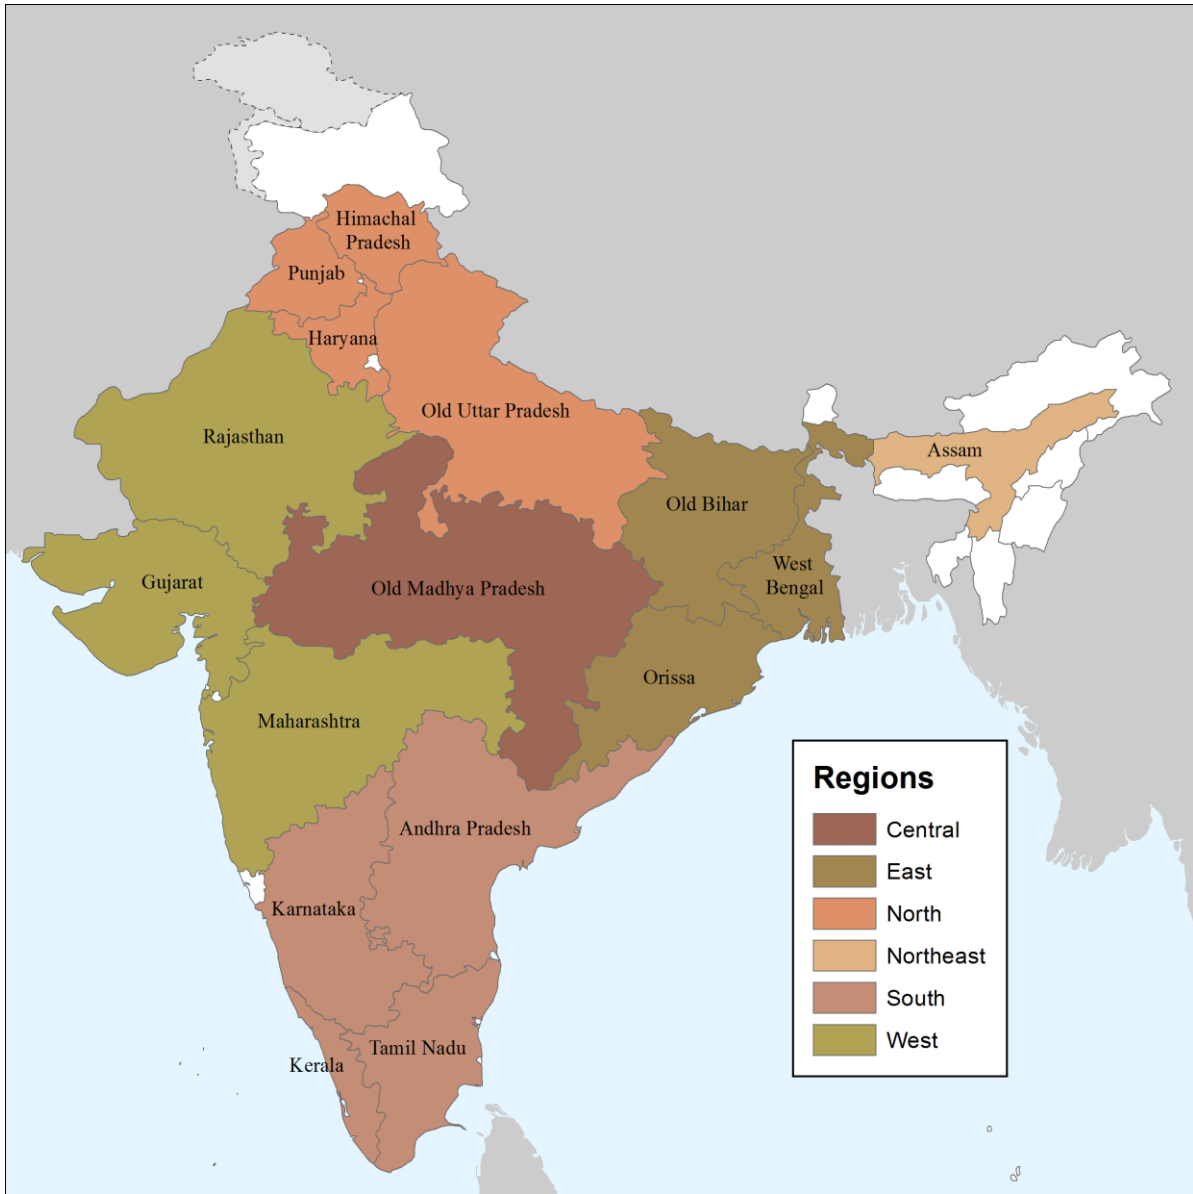 Himachal
Pradesh
Punjab
Haryana
Old Uttar Pradesh
Rajasthan
Assam
Old Bihar
West
Bengal
Gujarat
Old Madhya Pradesh
Orissa
Maharashtra
Andhra Pradesh
Karnataka
Tamil Nadu
Kerala
Regions
Central
East
North
Northeast
South
West